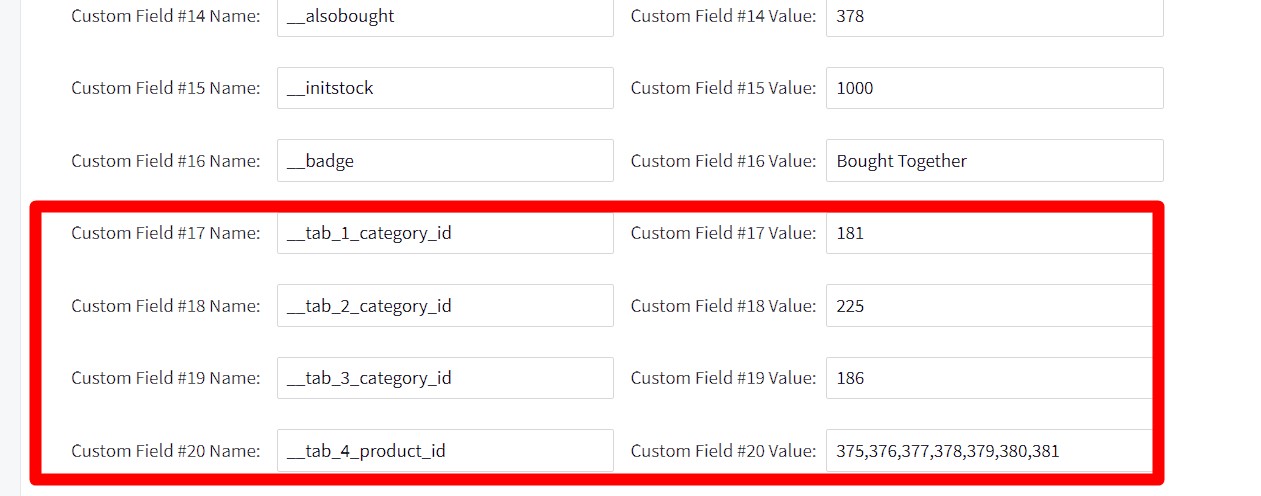 Custom Field #14 Name: __alsobought Custom Field #14 Value: 378
Custom Field #15 Name: __initstock Custom Field #15 Value: 1000
Custom Field #16 Name: __badge Custom Field #16 Value: Bought Together
Custom Field #17 Name: __tab_1_category_id Custom Field #17 Value: 181
Custom Field #18 Name: __tab_2_category_id Custom Field #18 Value: 225
Custom Field #19 Name: __tab_3_category_id Custom Field #19 Value: 186
Custom Field #20 Name: __tab_4_product_id Custom Field #20 Value: 375,376,377,378,379,380,381